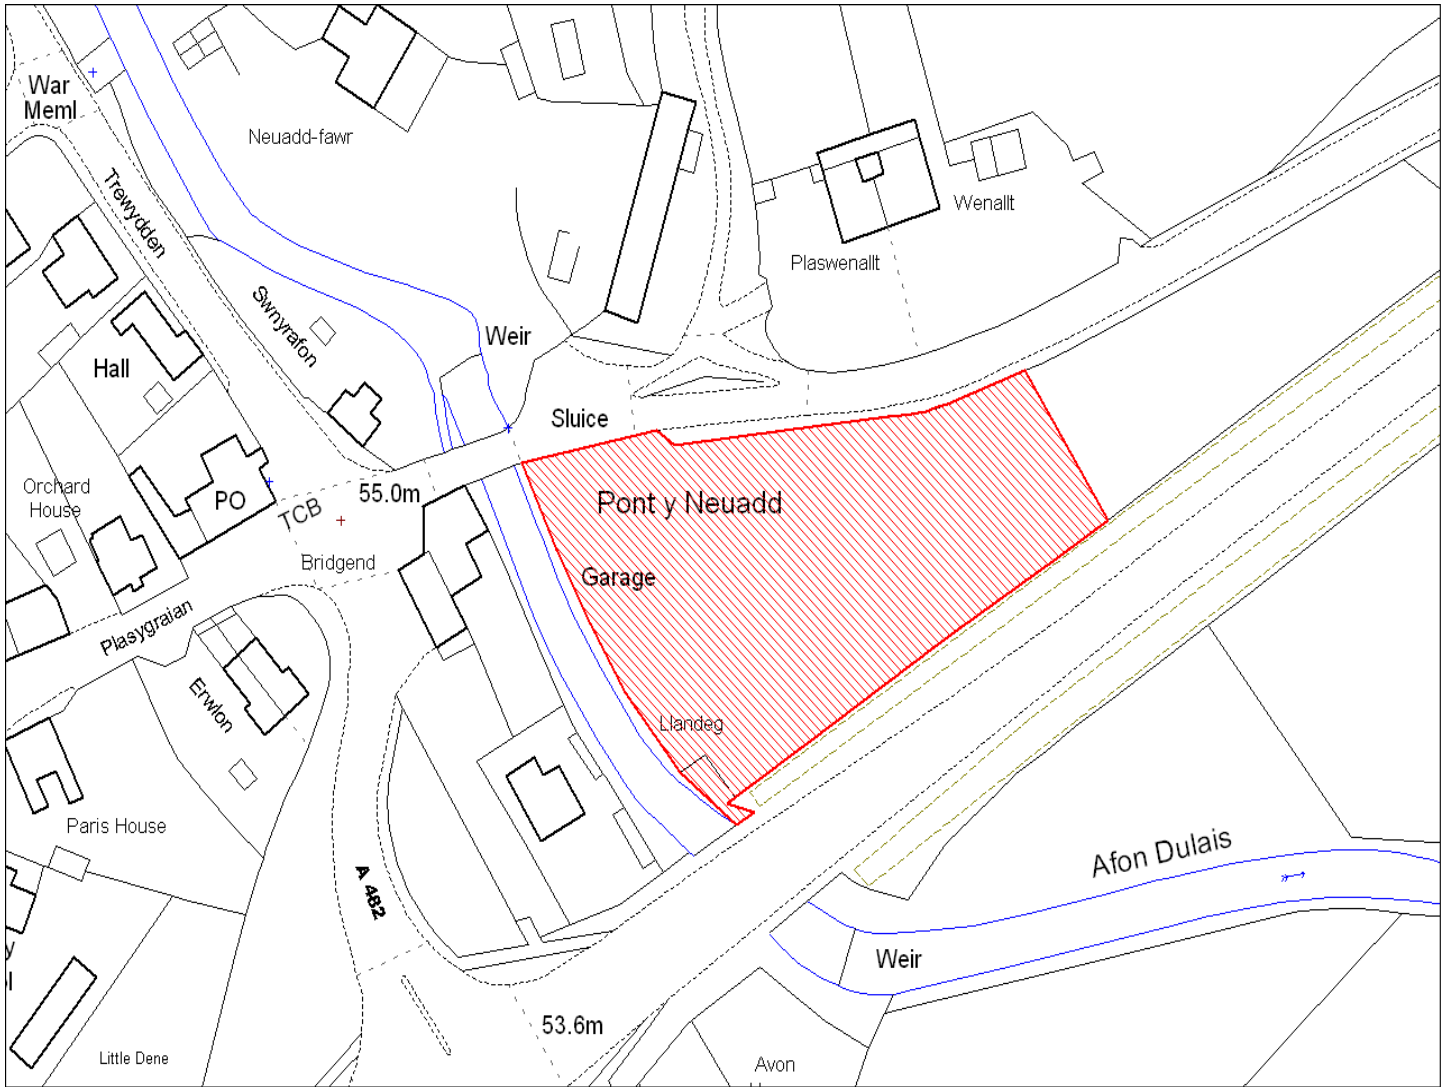 War
Meml
Neuadd-fawr
Trewydden
Wenallt
Plaswenallt
Swnyrafon
Weir
Hall
Sluice
Orchard
House
PO
TCB
55.0m
Pont y Neuadd
Bridgend
Garage
Plasygraian
Erwlon
Llandeg
Paris House
A 482
Afon Dulais
Weir
53.6m
Little Dene
Avon